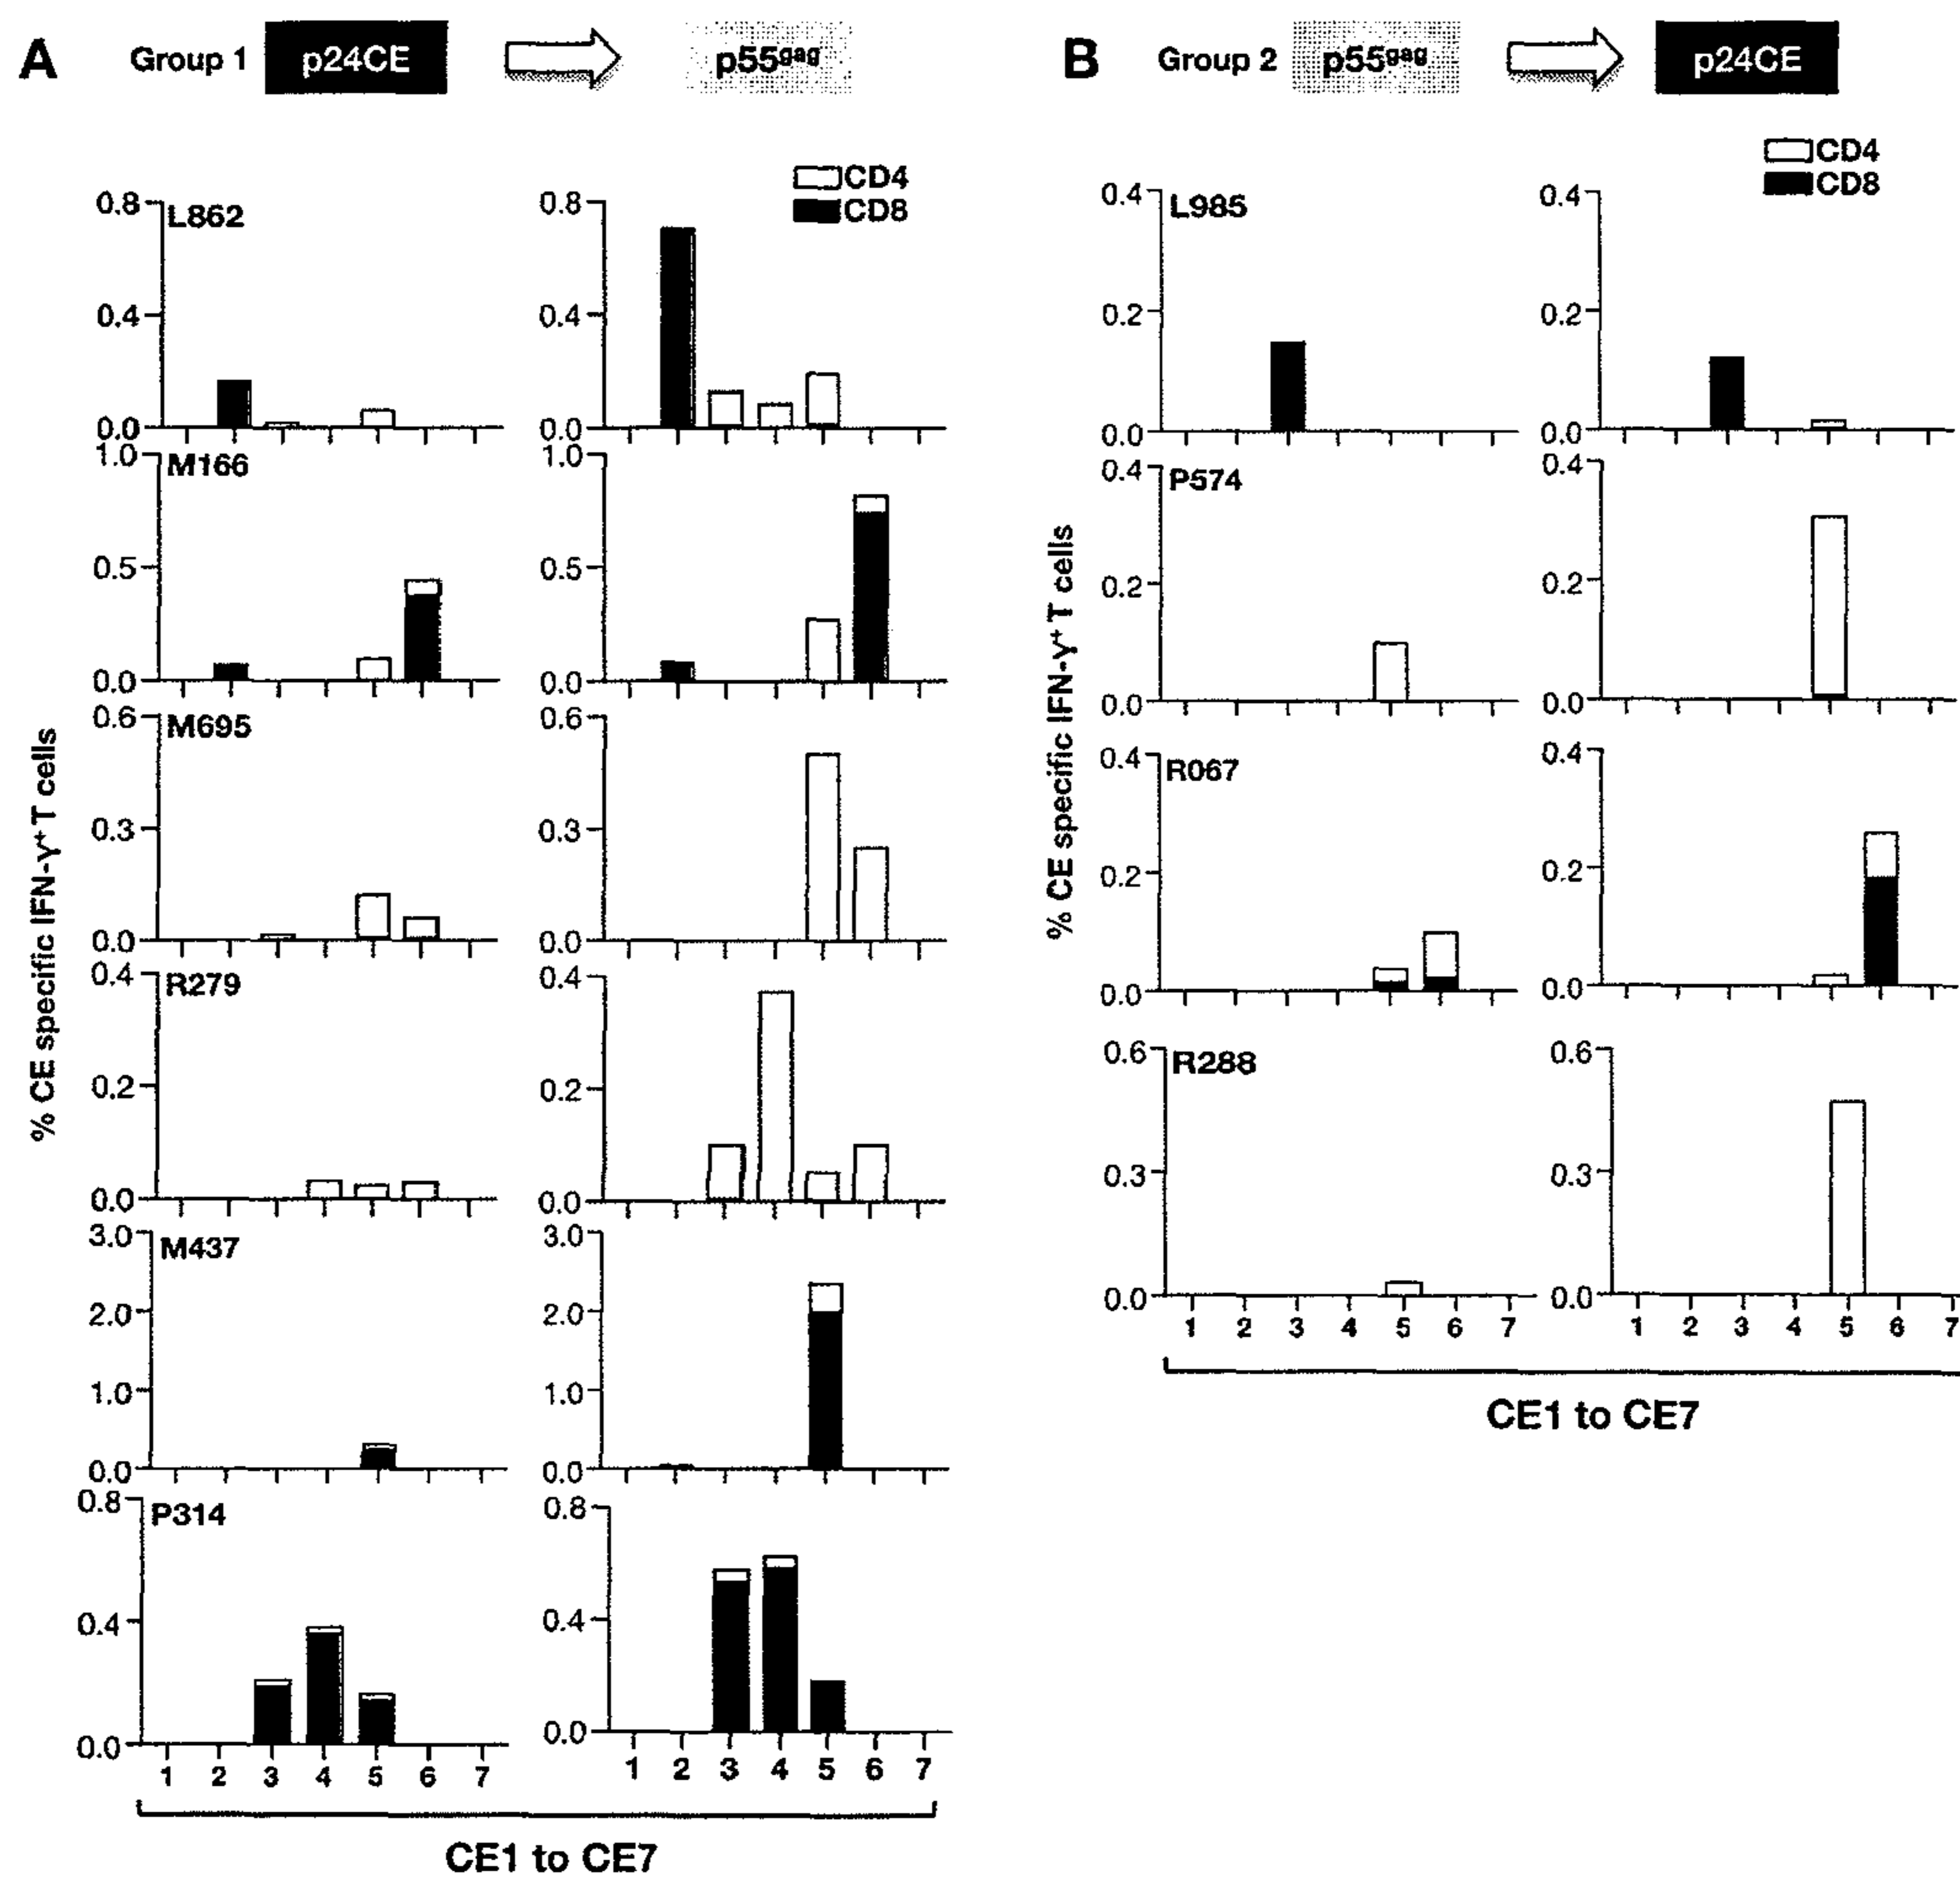 A Group 1 p24CE p55gag
CD4
CD8
% CE specific IFN-γ+ T cells
L862
0.8
0.4
0.0
0.8
0.4
0.0
M166
1.0
0.5
0.0
1.0
0.5
0.0
M695
0.6
0.3
0.0
0.6
0.3
0.0
R279
0.4
0.2
0.0
0.4
0.2
0.0
M437
3.0
2.0
1.0
0.0
3.0
2.0
1.0
0.0
P314
0.8
0.4
0.0
0.8
0.4
0.0
1 2 3 4 5 6 7 1 2 3 4 5 6 7
CE1 to CE7
B Group 2 p55gag p24CE
CD4
CD8
% CE specific IFN-γ+ T cells
L985
0.4
0.2
0.0
0.4
0.2
0.0
P574
0.4
0.2
0.0
0.4
0.2
0.0
R067
0.4
0.2
0.0
0.4
0.2
0.0
R288
0.6
0.3
0.0
0.6
0.3
0.0
1 2 3 4 5 6 7 1 2 3 4 5 6 7
CE1 to CE7